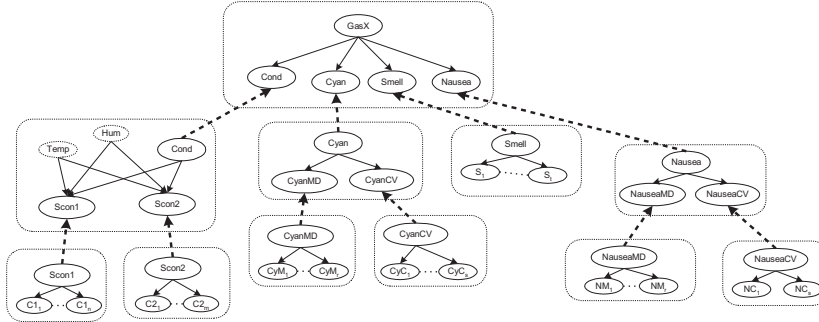 GasX
Cond Cyan Smell Nausea
Temp Hum Cond
Scon1 Scon2
Cyan
CyanMD CyanCV
Smell
S₁ ..... Sₜ
Nausea
NauseaMD NauseaCV
Scon1
C1₁ ... C1ₙ
Scon2
C2₁ ... C2ₘ
CyanMD
CyM₁ ... CyMᵣ
CyanCV
CyC₁ ... CyCₛ
NauseaMD
NM₁ ... NMᵣ
NauseaCV
NC₁ ... NCₛ